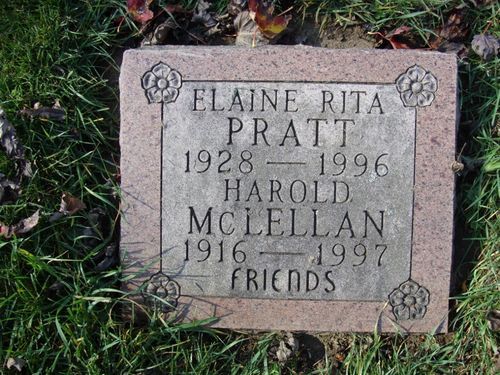 ELAINE RITA
PRATT
1928 — 1996
HAROLD
McLELLAN
1916 — 1997
FRIENDS